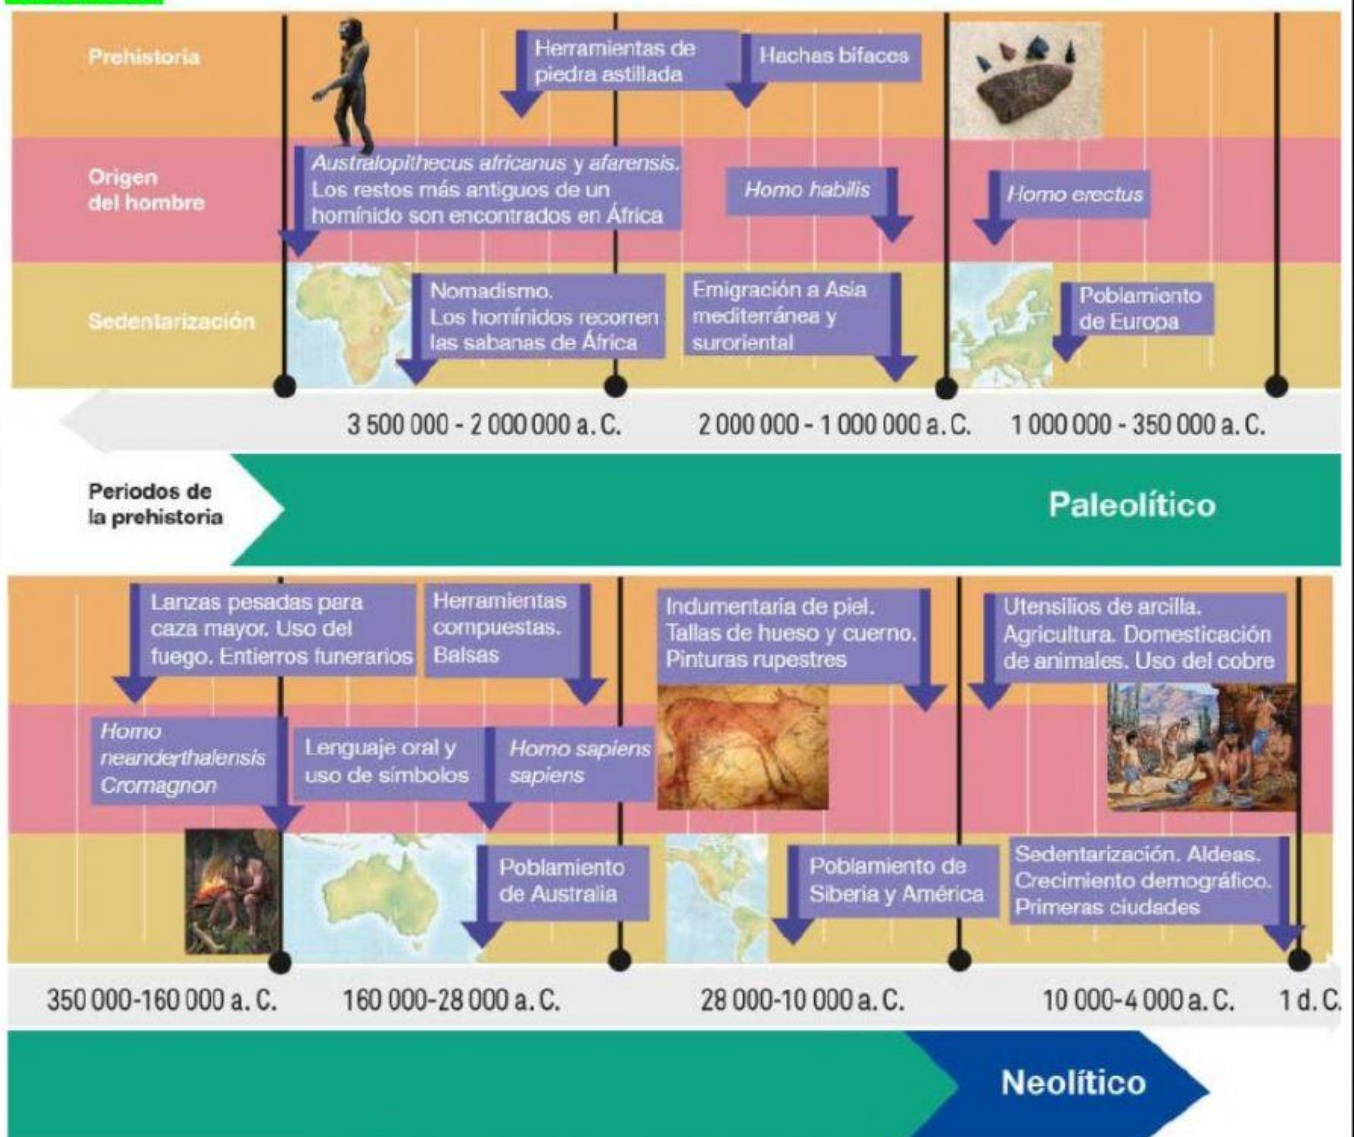 Prehistoria
Herramientas de
piedra astillada
Hachas bifaces
Origen
del hombre
Australopithecus africanus y afarensis.
Los restos más antiguos de un
homínido son encontrados en África
Homo habilis
Homo erectus
Sedentarización
Nomadismo.
Los homínidos recorren
las sabanas de África
Emigración a Asia
mediterránea y
suroriental
Poblamiento
de Europa
3 500 000 - 2 000 000 a. C.
2 000 000 - 1 000 000 a. C.
1 000 000 - 350 000 a. C.
Periodos de
la prehistoria
Paleolítico
Lanzas pesadas para
caza mayor. Uso del
fuego. Entierros funerarios
Herramientas
compuestas.
Balsas
Indumentaria de piel.
Tallas de hueso y cuerno.
Pinturas rupestres
Utensilios de arcilla.
Agricultura. Domesticación
de animales. Uso del cobre
Homo
neanderthalensis
Cromagnon
Lenguaje oral y
uso de símbolos
Homo sapiens
sapiens
Poblamiento
de Australia
Poblamiento de
Siberia y América
Sedentarización. Aldeas.
Crecimiento demográfico.
Primeras ciudades
350 000-160 000 a. C.
160 000-28 000 a. C.
28 000-10 000 a. C.
10 000-4 000 a. C.
1 d. C.
Neolítico